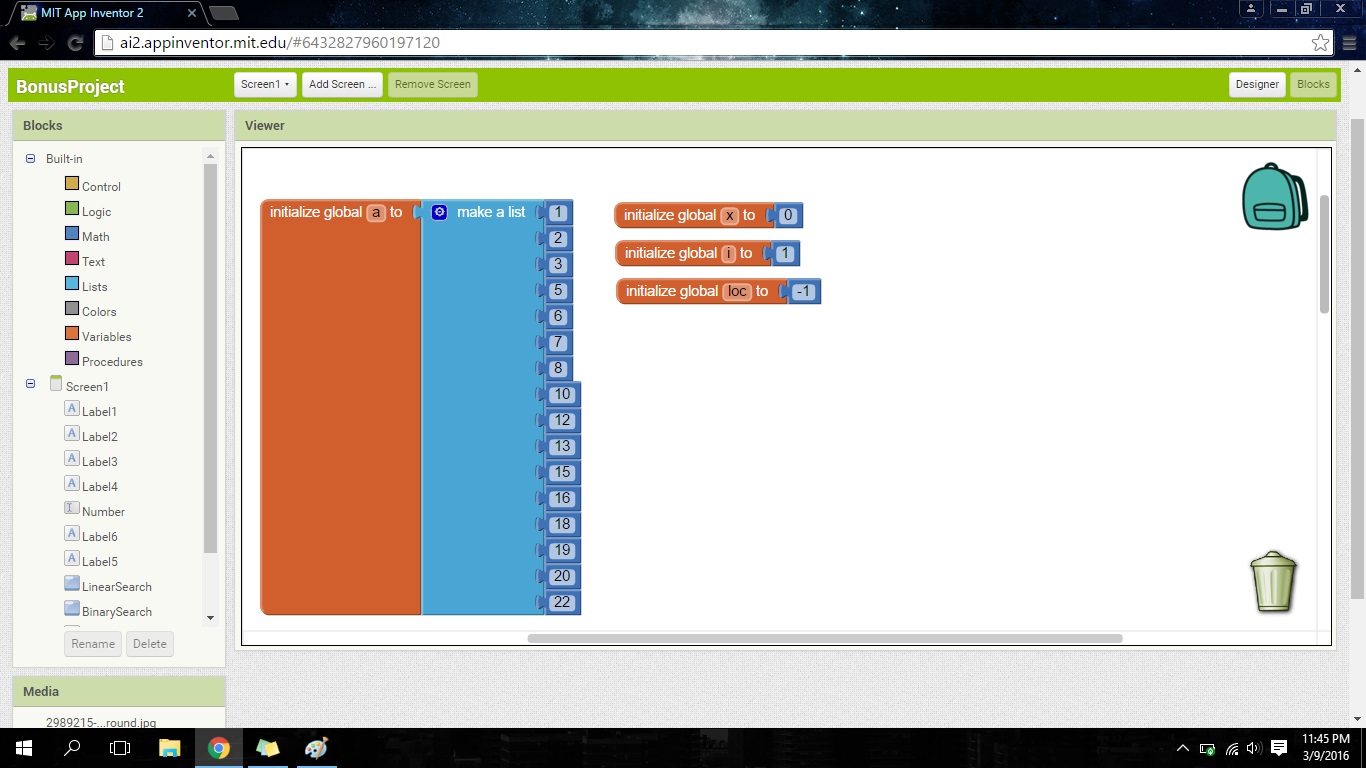 MIT App Inventor 2
ai2.appinventor.mit.edu/#6432827960197120
BonusProject
Screen1
Add Screen ...
Remove Screen
Designer
Blocks
Blocks
Built-in
Control
Logic
Math
Text
Lists
Colors
Variables
Procedures
Screen1
Label1
Label2
Label3
Label4
Number
Label6
Label5
LinearSearch
BinarySearch
Rename
Delete
Media
2989215-...round.jpg
Viewer
initialize global a to make a list 1
2
3
5
6
7
8
10
12
13
15
16
18
19
20
22
initialize global x to 0
initialize global i to 1
initialize global loc to -1
11:45 PM
3/9/2016